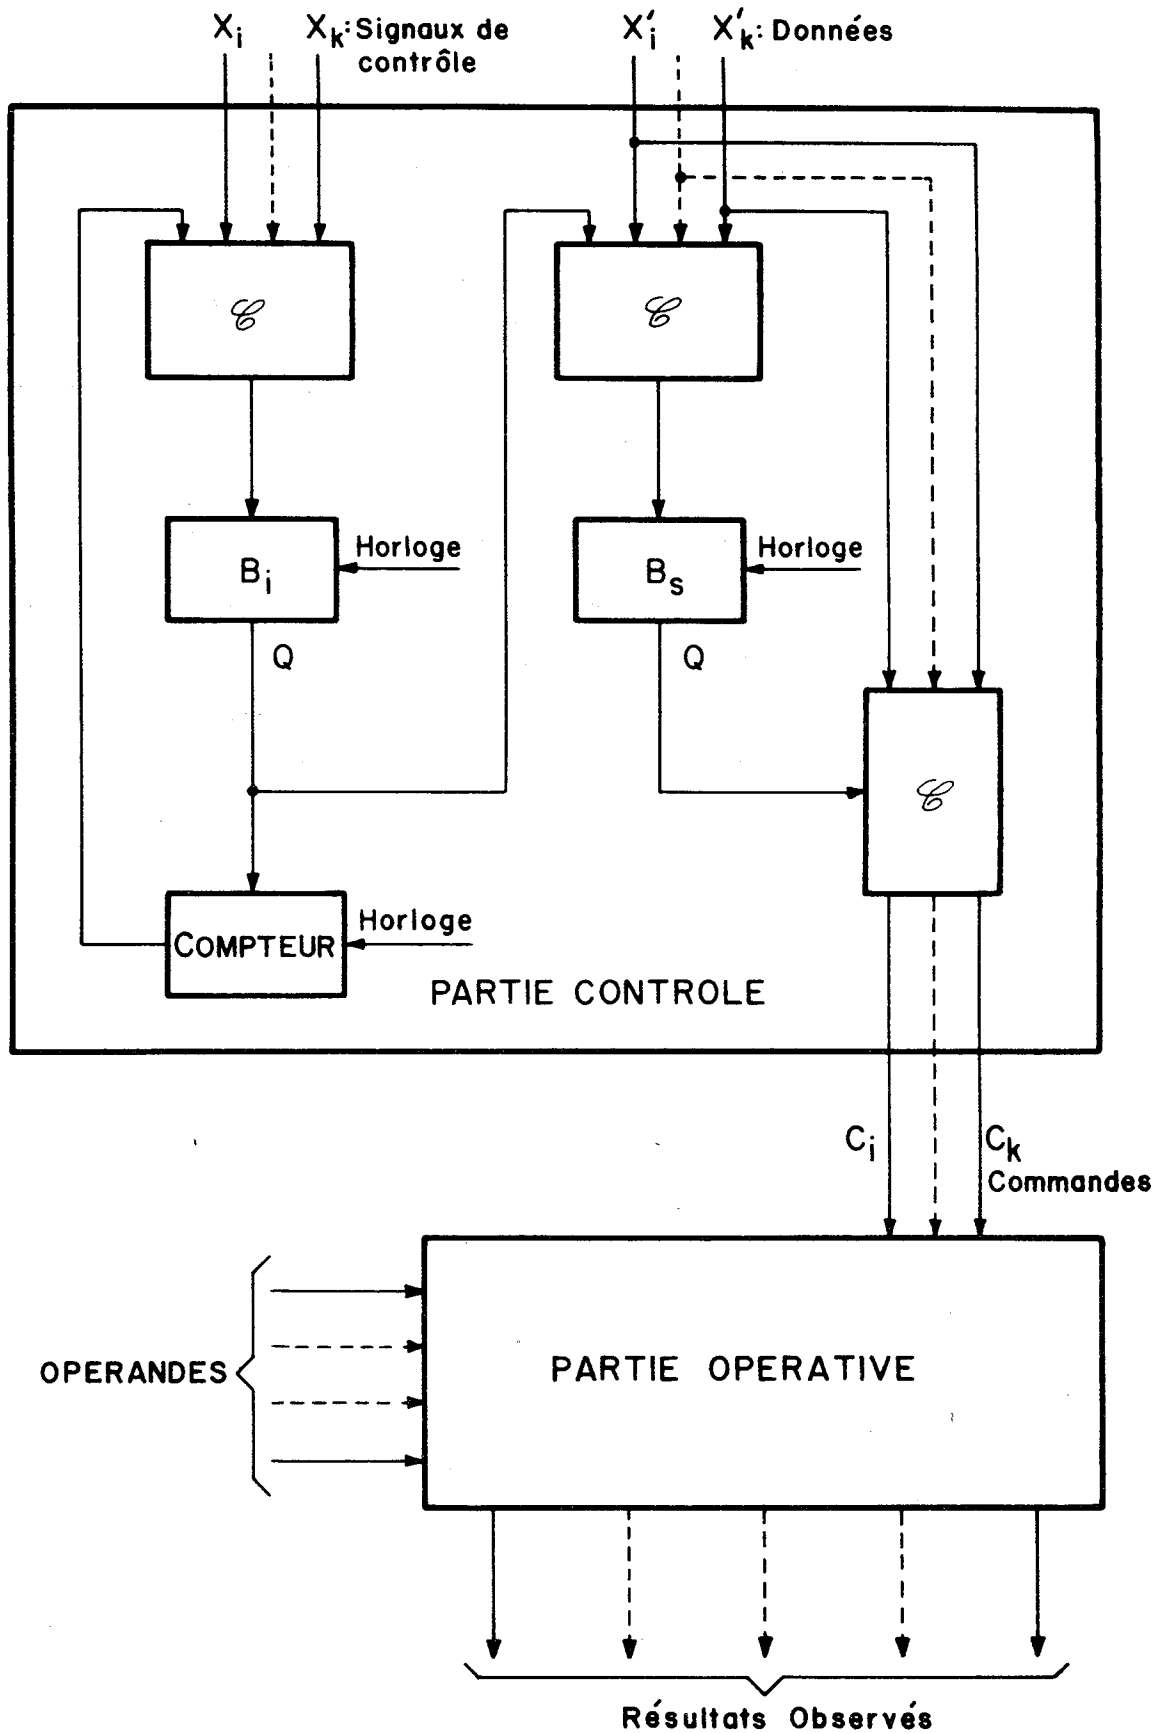 Xi Xk: Signaux de
contrôle
X'i X'k: Données
𝒞 𝒞
Bi Horloge
Bs Horloge
Q Q
𝒞
COMPTEUR Horloge
PARTIE CONTROLE
Ci Ck
Commandes
OPERANDES
PARTIE OPERATIVE
Résultats Observés